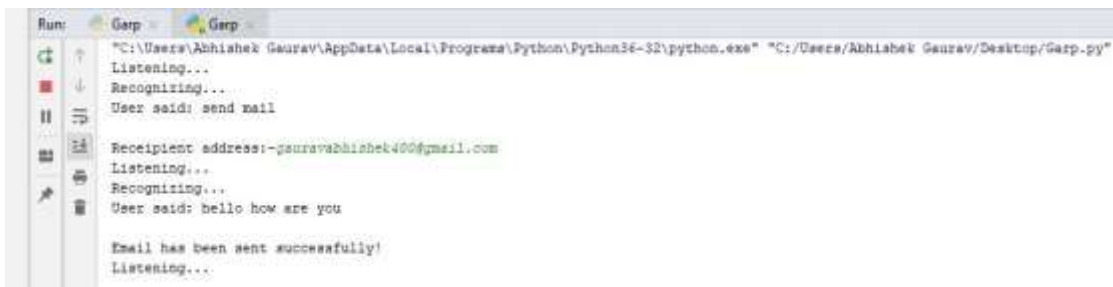 Run: Garp × Garp ×
"C:\Users\Abhishek Gaurav\AppData\Local\Programs\Python\Python36-32\python.exe" "C:/Users/Abhishek Gaurav/Desktop/Garp.py"
Listening...
Recognizing...
User said: send mail
Receipient address:-gauravabhishek400@gmail.com
Listening...
Recognizing...
User said: hello how are you
Email has been sent successfully!
Listening...